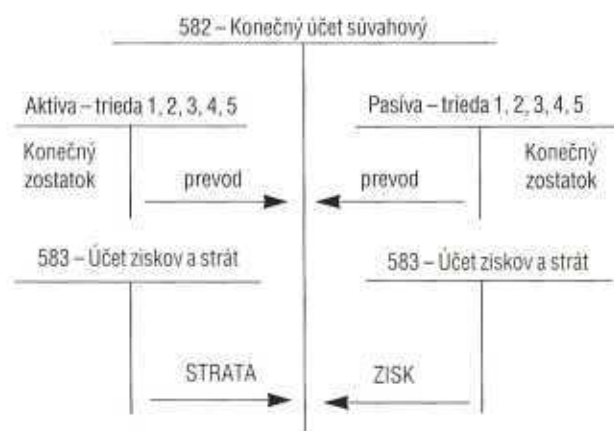 582 – Konečný účet súvahový
Aktíva – trieda 1, 2, 3, 4, 5
Pasíva – trieda 1, 2, 3, 4, 5
Konečný
zostatok
prevod
prevod
Konečný
zostatok
583 – Účet ziskov a strát
583 – Účet ziskov a strát
STRATA
ZISK